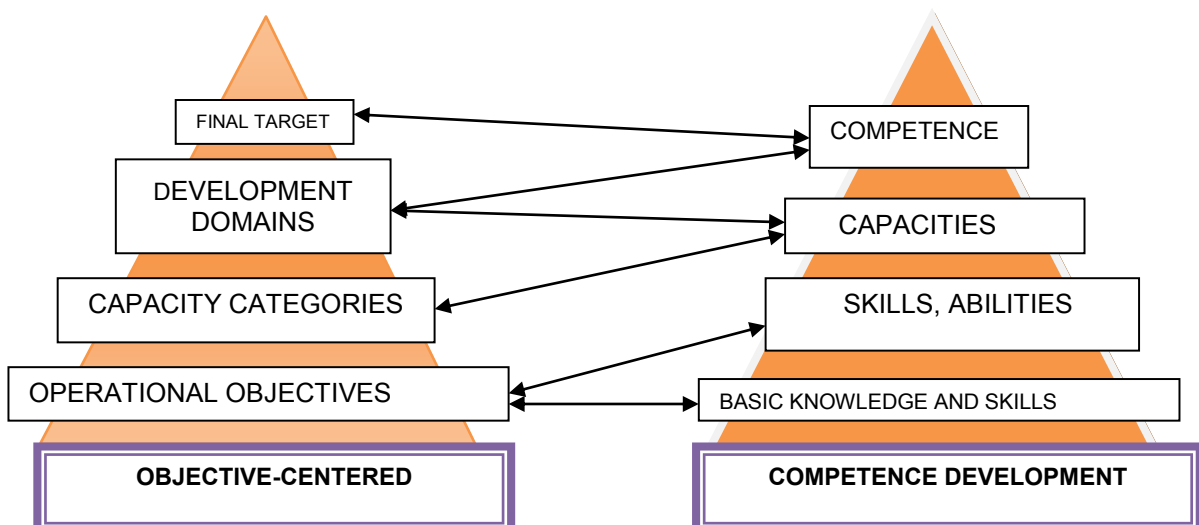 FINAL TARGET
DEVELOPMENT
DOMAINS
CAPACITY CATEGORIES
OPERATIONAL OBJECTIVES
OBJECTIVE-CENTERED
COMPETENCE
CAPACITIES
SKILLS, ABILITIES
BASIC KNOWLEDGE AND SKILLS
COMPETENCE DEVELOPMENT